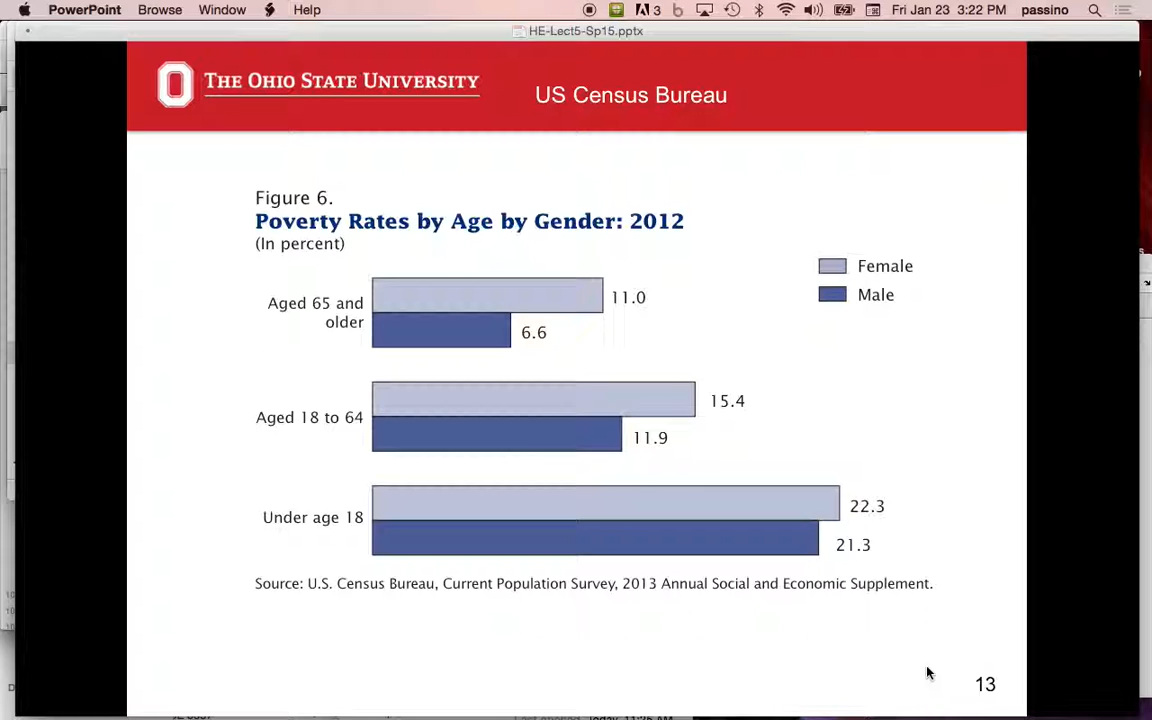 PowerPoint Browse Window Help 3 Fri Jan 23 3:22 PM passino
HE-Lect5-Sp15.pptx
THE OHIO STATE UNIVERSITY
US Census Bureau
Figure 6.
Poverty Rates by Age by Gender: 2012
(In percent)
Female
Male
Aged 65 and
older
11.0
6.6
Aged 18 to 64
15.4
11.9
Under age 18
22.3
21.3
Source: U.S. Census Bureau, Current Population Survey, 2013 Annual Social and Economic Supplement.
13